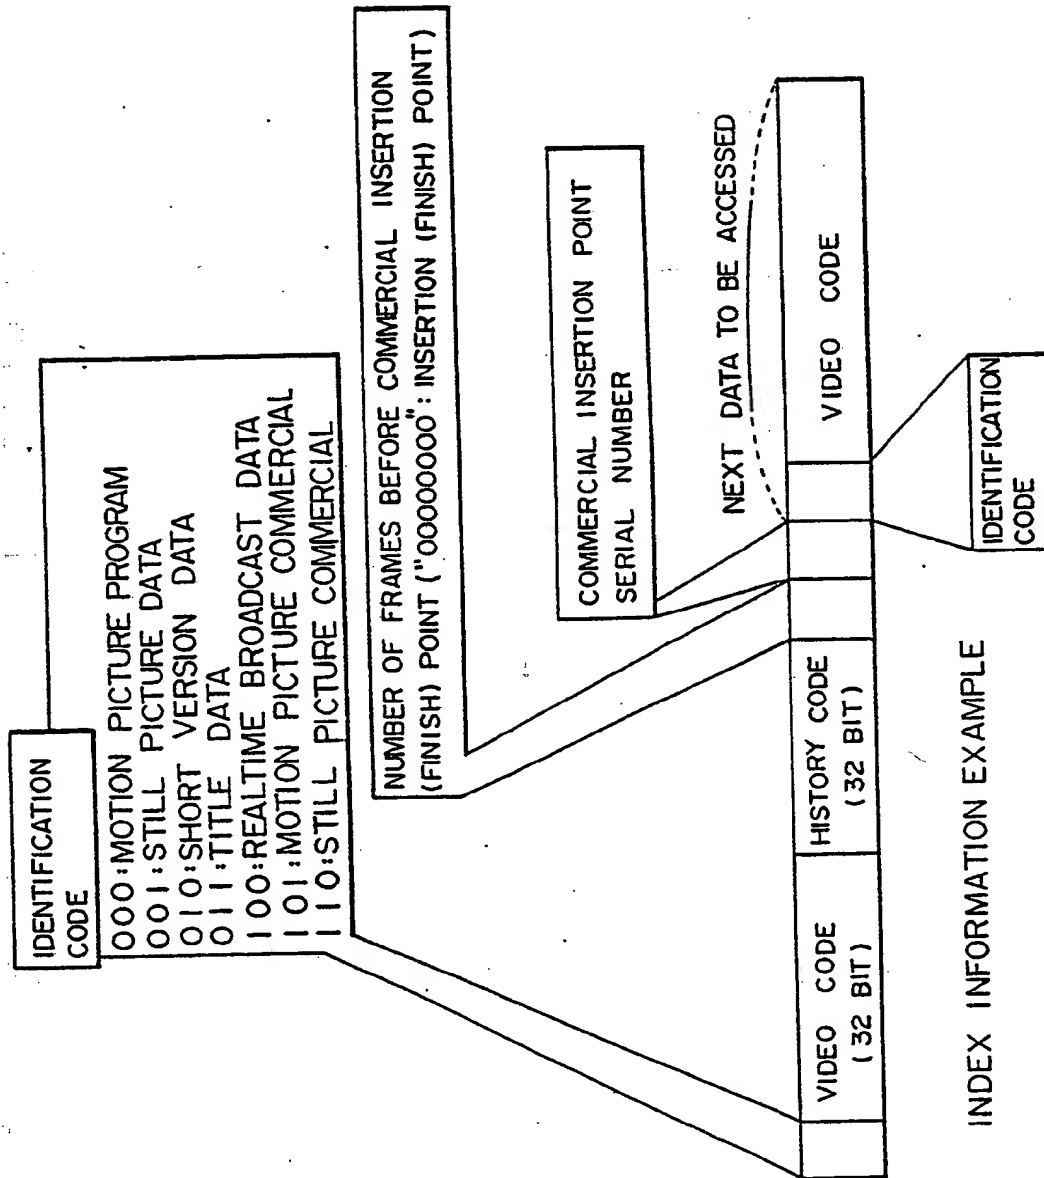 IDENTIFICATION
CODE
000:MOTION PICTURE PROGRAM
001:STILL PICTURE DATA
010:SHORT VERSION DATA
011:TITLE DATA
100:REALTIME BROADCAST DATA
101:MOTION PICTURE COMMERCIAL
110:STILL PICTURE COMMERCIAL
NUMBER OF FRAMES BEFORE COMMERCIAL INSERTION
(FINISH) POINT ("0000000": INSERTION (FINISH) POINT)
COMMERCIAL INSERTION POINT
SERIAL NUMBER
NEXT DATA TO BE ACCESSED
VIDEO CODE
(32 BIT)
HISTORY CODE
(32 BIT)
VIDEO CODE
IDENTIFICATION
CODE
INDEX INFORMATION EXAMPLE